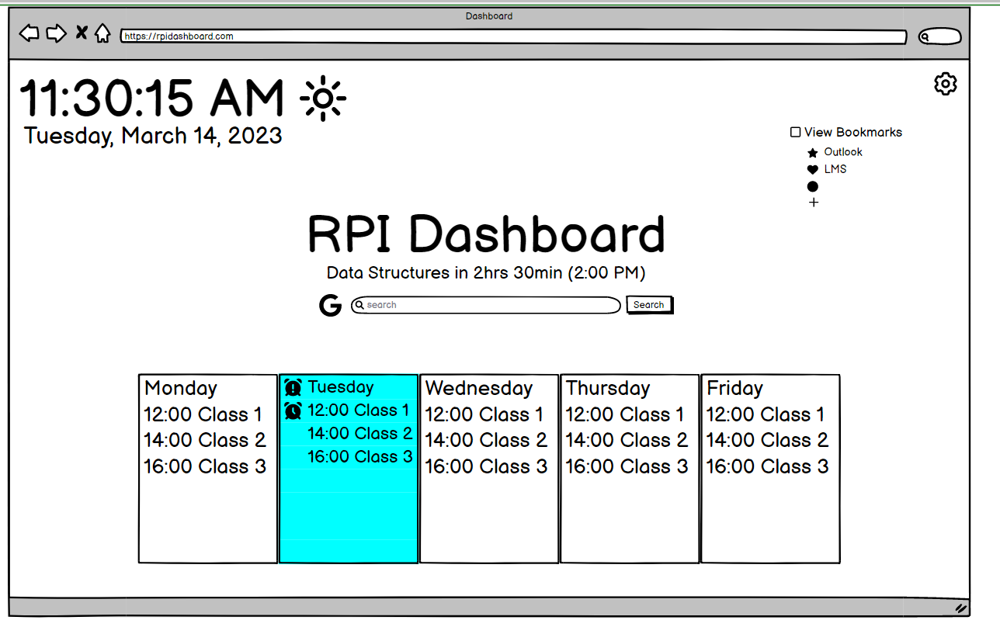 Dashboard
https://rpidashboard.com
11:30:15 AM
Tuesday, March 14, 2023
View Bookmarks
Outlook
LMS
RPI Dashboard
Data Structures in 2hrs 30min (2:00 PM)
G search Search
Monday
12:00 Class 1
14:00 Class 2
16:00 Class 3
Tuesday
12:00 Class 1
14:00 Class 2
16:00 Class 3
Wednesday
12:00 Class 1
14:00 Class 2
16:00 Class 3
Thursday
12:00 Class 1
14:00 Class 2
16:00 Class 3
Friday
12:00 Class 1
14:00 Class 2
16:00 Class 3